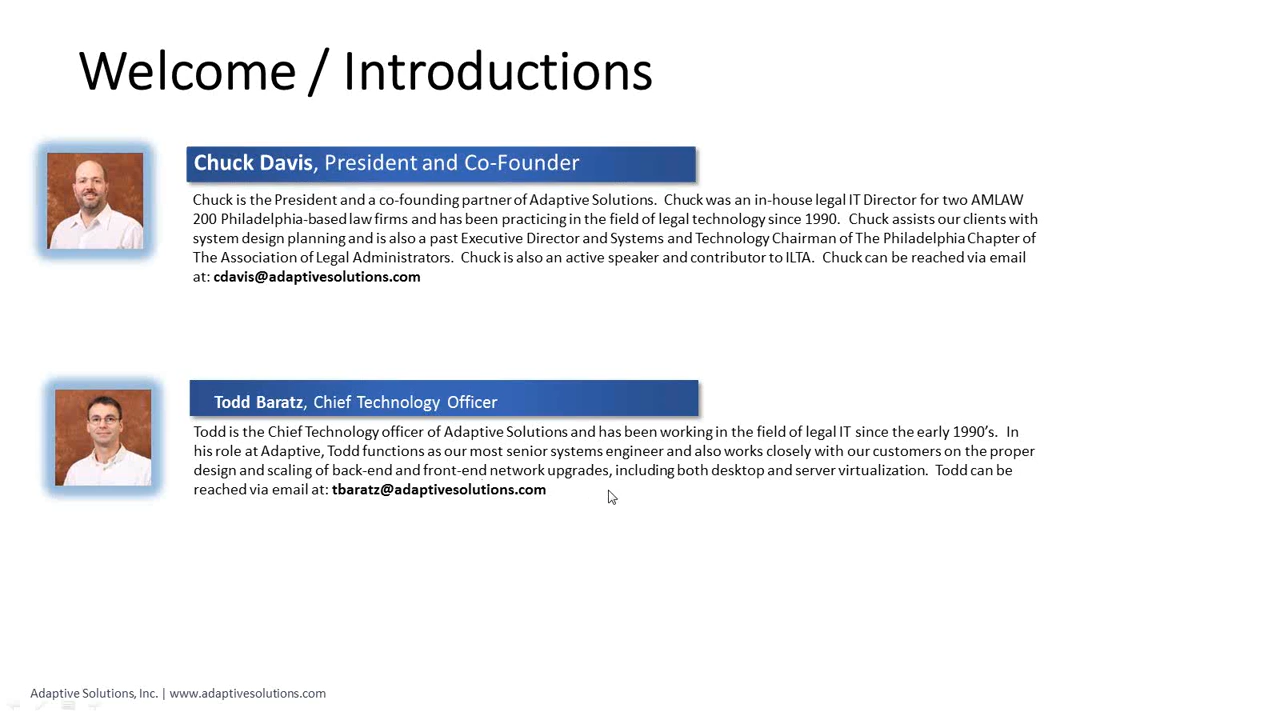 Welcome / Introductions
Chuck Davis, President and Co-Founder
Chuck is the President and a co-founding partner of Adaptive Solutions. Chuck was an in-house legal IT Director for two AMLAW
200 Philadelphia-based law firms and has been practicing in the field of legal technology since 1990. Chuck assists our clients with
system design planning and is also a past Executive Director and Systems and Technology Chairman of The Philadelphia Chapter of
The Association of Legal Administrators. Chuck is also an active speaker and contributor to ILTA. Chuck can be reached via email
at: cdavis@adaptivesolutions.com
Todd Baratz, Chief Technology Officer
Todd is the Chief Technology officer of Adaptive Solutions and has been working in the field of legal IT since the early 1990’s. In
his role at Adaptive, Todd functions as our most senior systems engineer and also works closely with our customers on the proper
design and scaling of back-end and front-end network upgrades, including both desktop and server virtualization. Todd can be
reached via email at: tbaratz@adaptivesolutions.com
Adaptive Solutions, Inc. | www.adaptivesolutions.com